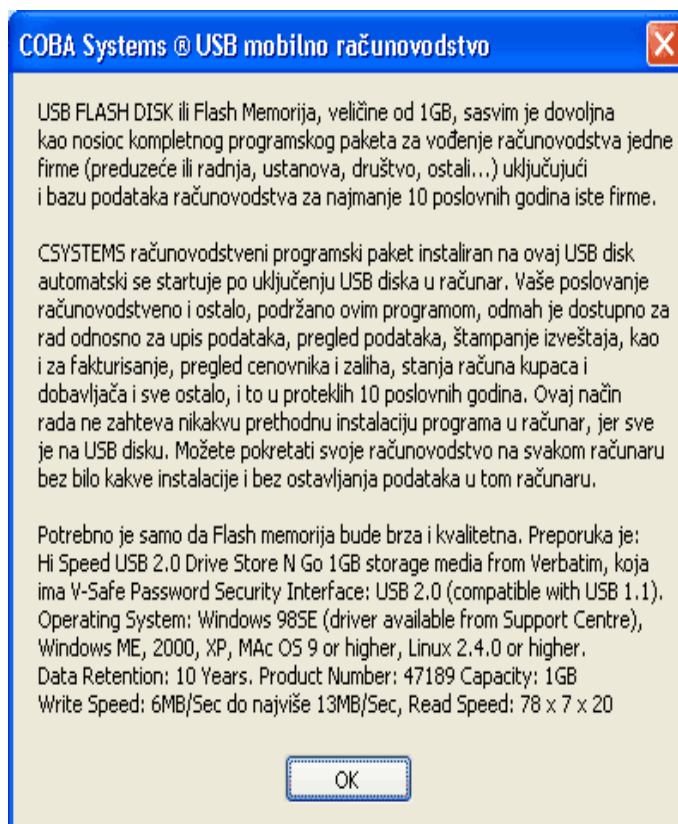 COBA Systems ® USB mobilno računovodstvo
USB FLASH DISK ili Flash Memorija, veličine od 1GB, sasvim je dovoljna
kao nosioc kompletnog programskog paketa za vođenje računovodstva jedne
firme (preduzeće ili radnja, ustanova, društvo, ostali...) uključujući
i bazu podataka računovodstva za najmanje 10 poslovnih godina iste firme.
CSYSTEMS računovodstveni programski paket instaliran na ovaj USB disk
automatski se startuje po uključenju USB diska u računar. Vaše poslovanje
računovodstveno i ostalo, podržano ovim programom, odmah je dostupno za
rad odnosno za upis podataka, pregled podataka, štampanje izveštaja, kao
i za fakturisanje, pregled cenovnika i zaliha, stanja računa kupaca i
dobavljača i sve ostalo, i to u proteklih 10 poslovnih godina. Ovaj način
rada ne zahteva nikakvu prethodnu instalaciju programa u računar, jer sve
je na USB disku. Možete pokretati svoje računovodstvo na svakom računaru
bez bilo kakve instalacije i bez ostavljanja podataka u tom računaru.
Potrebno je samo da Flash memorija bude brza i kvalitetna. Preporuka je:
Hi Speed USB 2.0 Drive Store N Go 1GB storage media from Verbatim, koja
ima V-Safe Password Security Interface: USB 2.0 (compatible with USB 1.1).
Operating System: Windows 98SE (driver available from Support Centre),
Windows ME, 2000, XP, MAc OS 9 or higher, Linux 2.4.0 or higher.
Data Retention: 10 Years. Product Number: 47189 Capacity: 1GB
Write Speed: 6MB/Sec do najviše 13MB/Sec, Read Speed: 78 x 7 x 20
OK